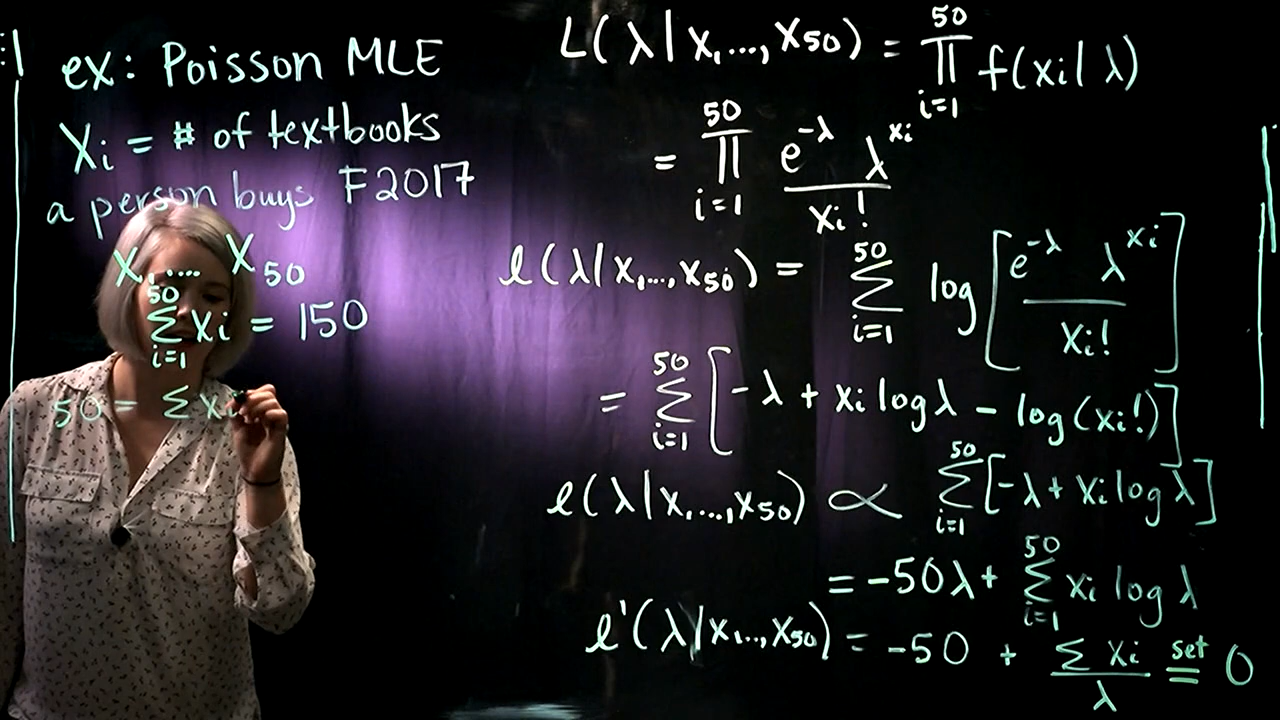 ex: Poisson MLE
Xi = # of textbooks
a person buys F2017
X1, .... X50
50 Σ i=1 xi = 150
50 = Σ xi
L(λ|x1,...,x50) = 50 ∏ i=1 f(xi|λ)
= 50 ∏ i=1 e^-λ λ^xi / xi!
l(λ|x1,...,x50) = 50 Σ i=1 log [e^-λ λ^xi / xi!]
= 50 Σ i=1 [-λ + xi log λ - log(xi!)]
l(λ|x1,...,x50) ∝ 50 Σ i=1 [-λ + xi log λ]
= -50λ + 50 Σ i=1 xi log λ
l'(λ|x1...,x50) = -50 + Σ xi / λ set = 0